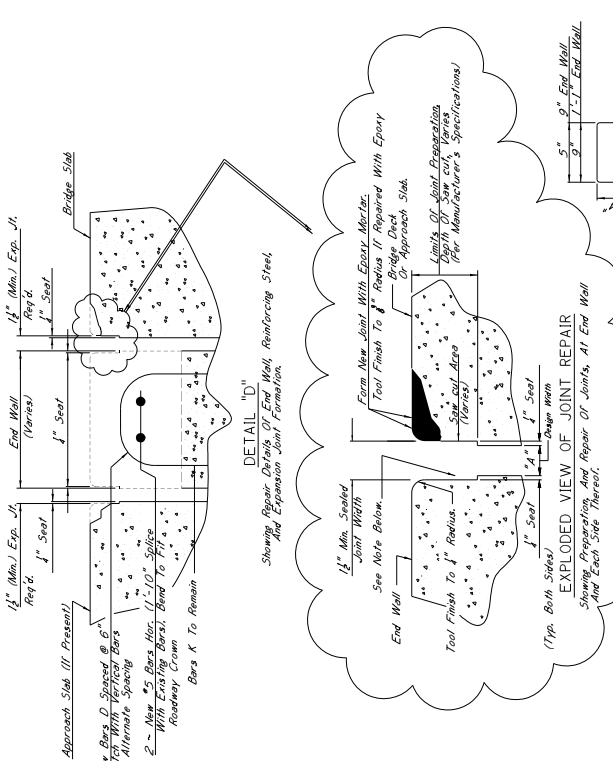 1½" (Min.) Exp. Jt.
Req'd.
¼" Seat
End Wall
(Varies)
¼" Seat
1½" (Min.) Exp. Jt.
Req'd.
¼" Seat
Bridge Slab
Approach Slab (If Present)
w Bars D Spaced @ 6"
tch With Vertical Bars
Alternate Spacing
2 ~ New #5 Bars Hor. (1'-10" Splice
With Existing Bars). Bend To Fit
Roadway Crown
Bars K To Remain
DETAIL "D"
Showing Repair Details Of End Wall, Reinforcing Steel,
And Expansion Joint Formation.
Form New Joint With Epoxy Mortar.
Tool Finish To Radius If Repaired With Epoxy
Bridge Deck
Or Approach Slab.
Limits Of Joint Preparation.
Depth Of Saw cut, Varies
(Per Manufacturer's Specifications)
Saw cut Area
(Varies)
1½" Min. Sealed
Joint Width
See Note Below.
End Wall
Tool Finish To ¼" Radius.
¼" Seat
"A"
Design Width
¼" Seat
(Typ. Both Sides)
EXPLODED VIEW OF JOINT REPAIR
Showing Preparation, And Repair Of Joints, At End Wall
And Each Side Thereof.
5" 9" End Wall
9" 1'-1" End Wall